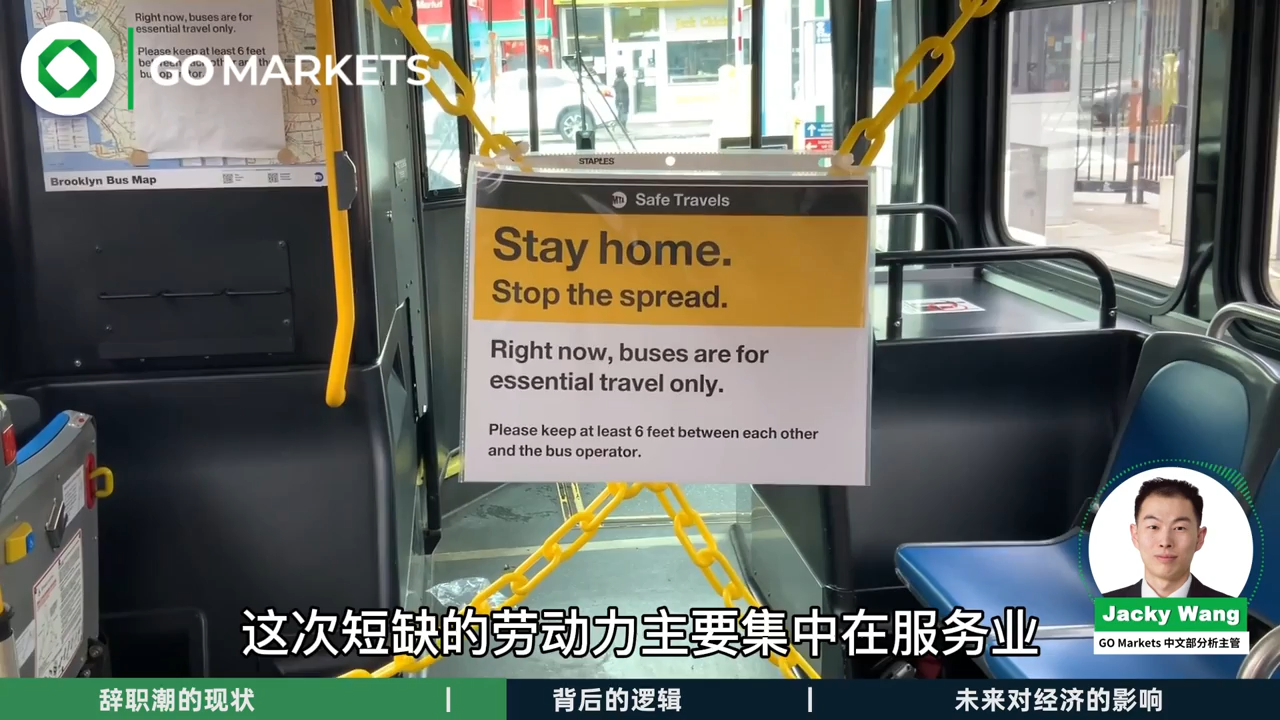 Right now, buses are for
essential travel only.
Please keep at least 6 feet
GO MARKETS
Brooklyn Bus Map
STAPLES
Safe Travels
Stay home.
Stop the spread.
Right now, buses are for
essential travel only.
Please keep at least 6 feet between each other
and the bus operator.
这次短缺的劳动力主要集中在服务业
Jacky Wang
GO Markets 中文部分析主管
辞职潮的现状
背后的逻辑
未来对经济的影响